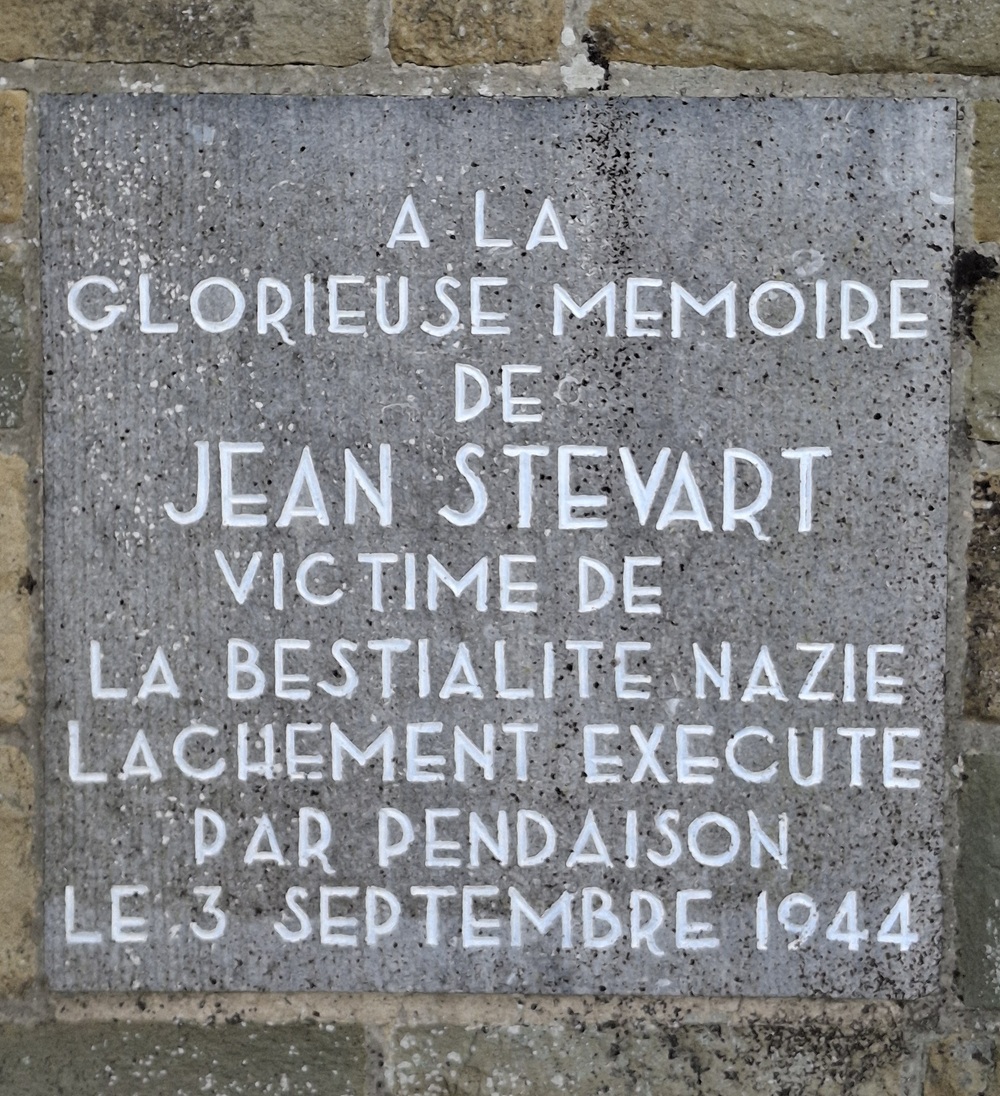 A LA
GLORIEUSE MEMOIRE
DE
JEAN STEVART
VICTIME DE
LA BESTIALITE NAZIE
LACHEMENT EXECUTE
PAR PENDAISON
LE 3 SEPTEMBRE 1944